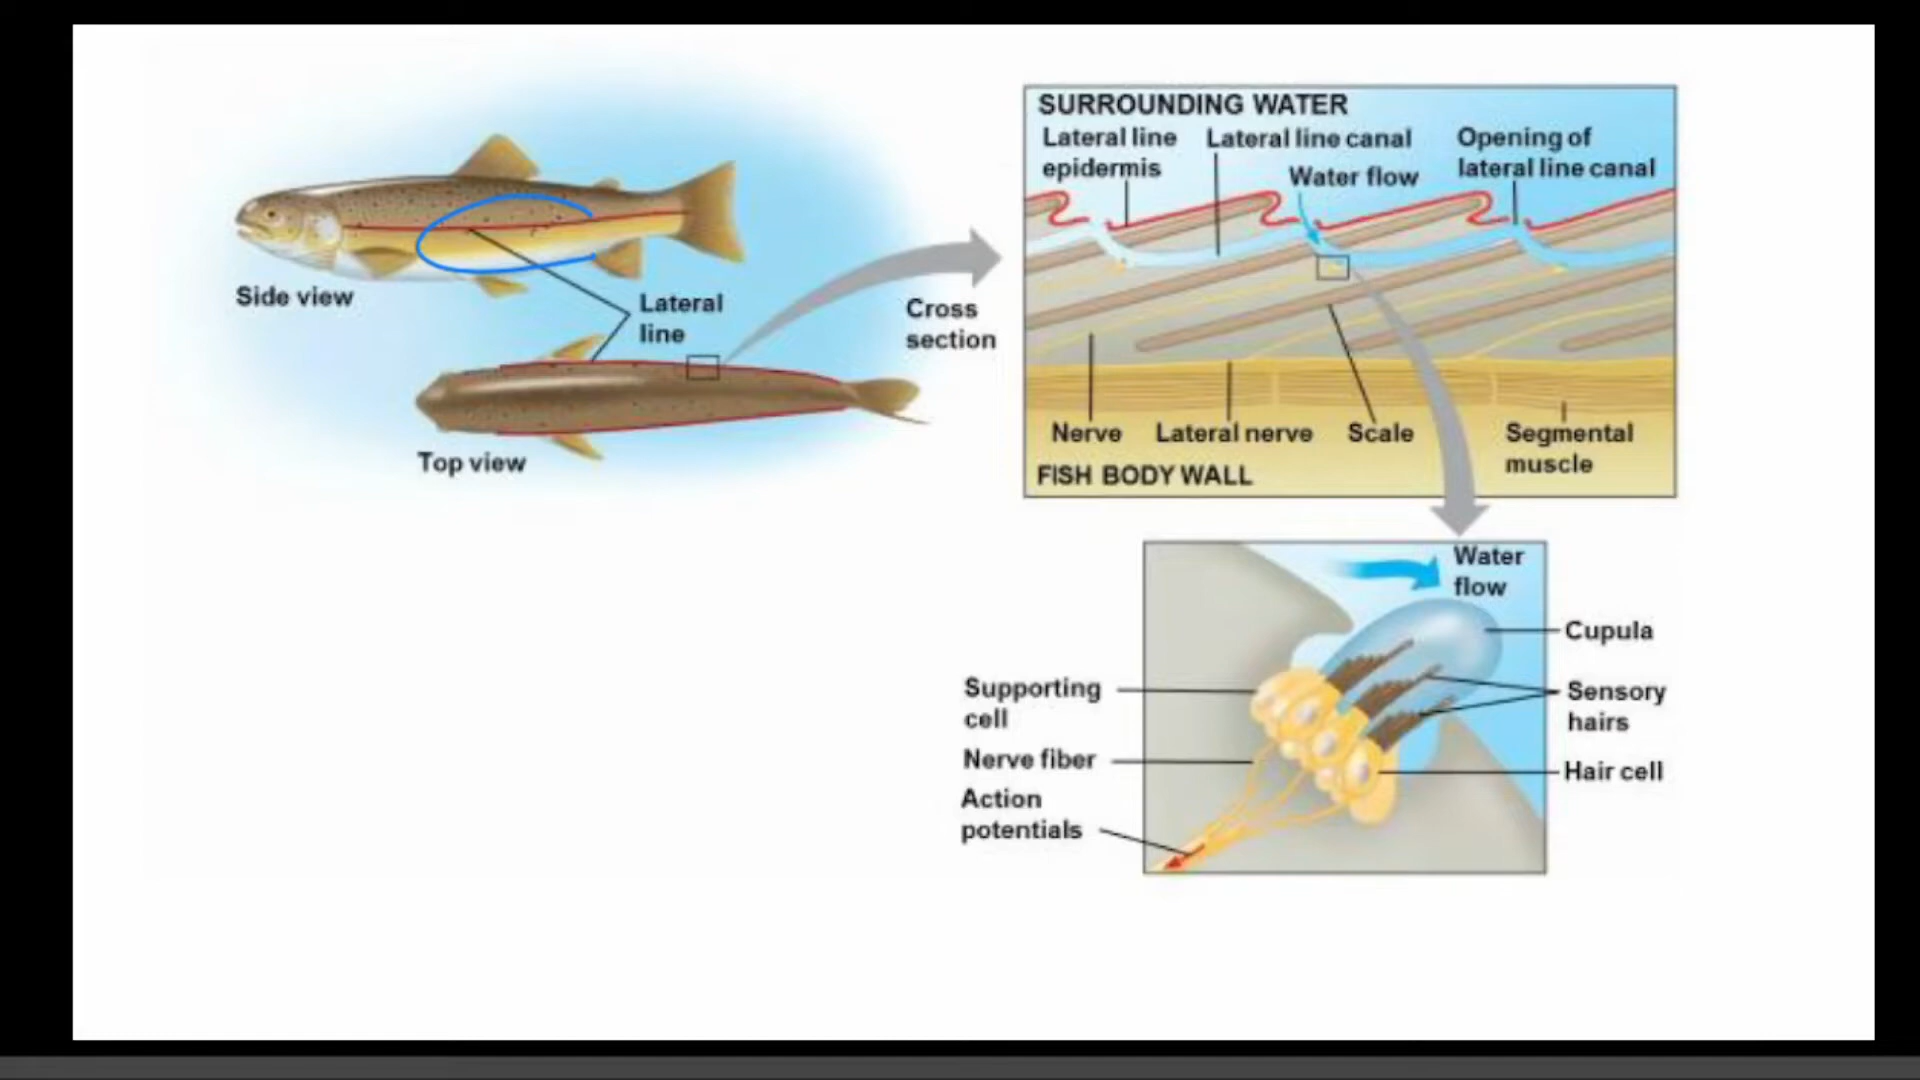 Side view
Lateral
line
Top view
Cross
section
SURROUNDING WATER
Lateral line
epidermis
Lateral line canal
Water flow
Opening of
lateral line canal
Nerve
Lateral nerve
Scale
Segmental
muscle
FISH BODY WALL
Water
flow
Cupula
Supporting
cell
Sensory
hairs
Nerve fiber
Hair cell
Action
potentials